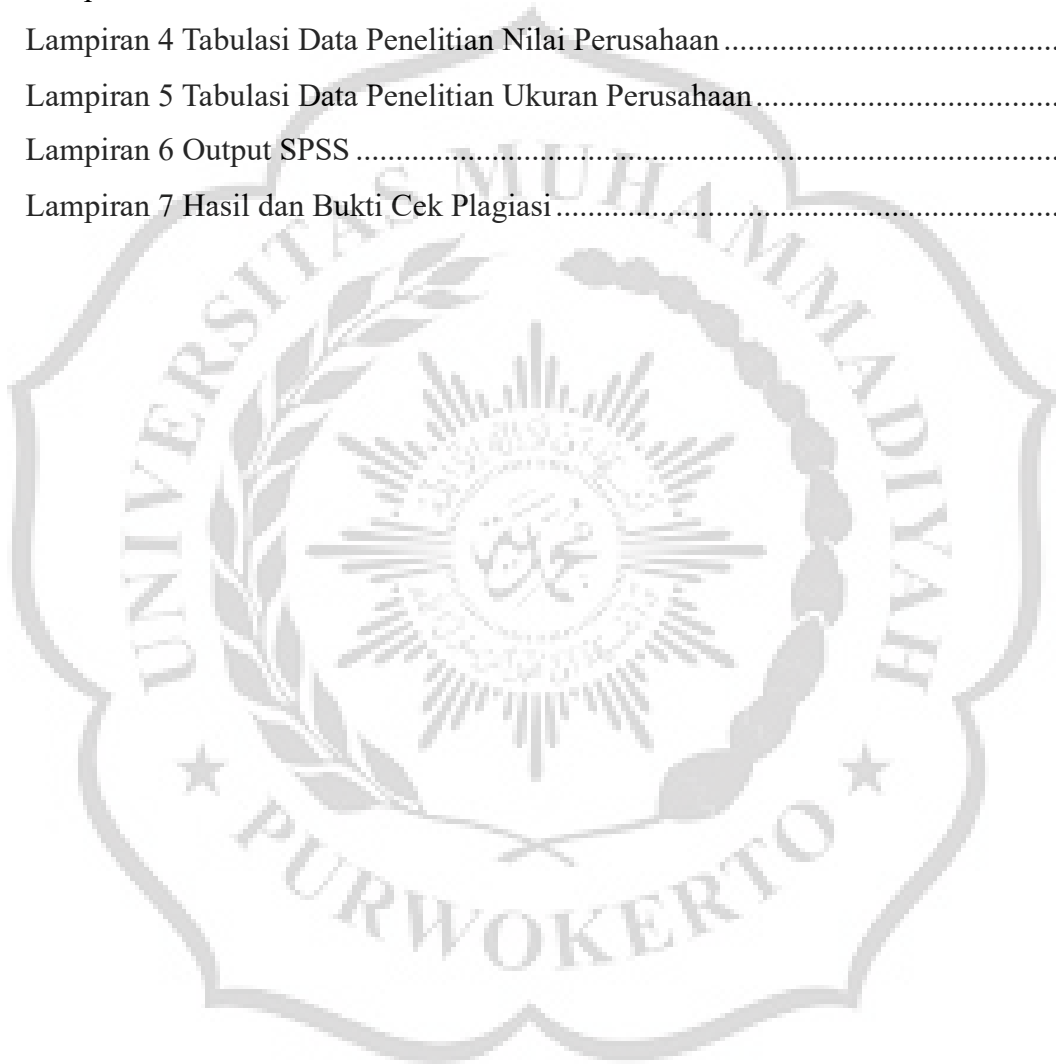 Lampiran 4 Tabulasi Data Penelitian Nilai Perusahaan
Lampiran 5 Tabulasi Data Penelitian Ukuran Perusahaan
Lampiran 6 Output SPSS
Lampiran 7 Hasil dan Bukti Cek Plagiasi
UNIVERSITAS MUHAMMADIYAH
PURWOKERTO